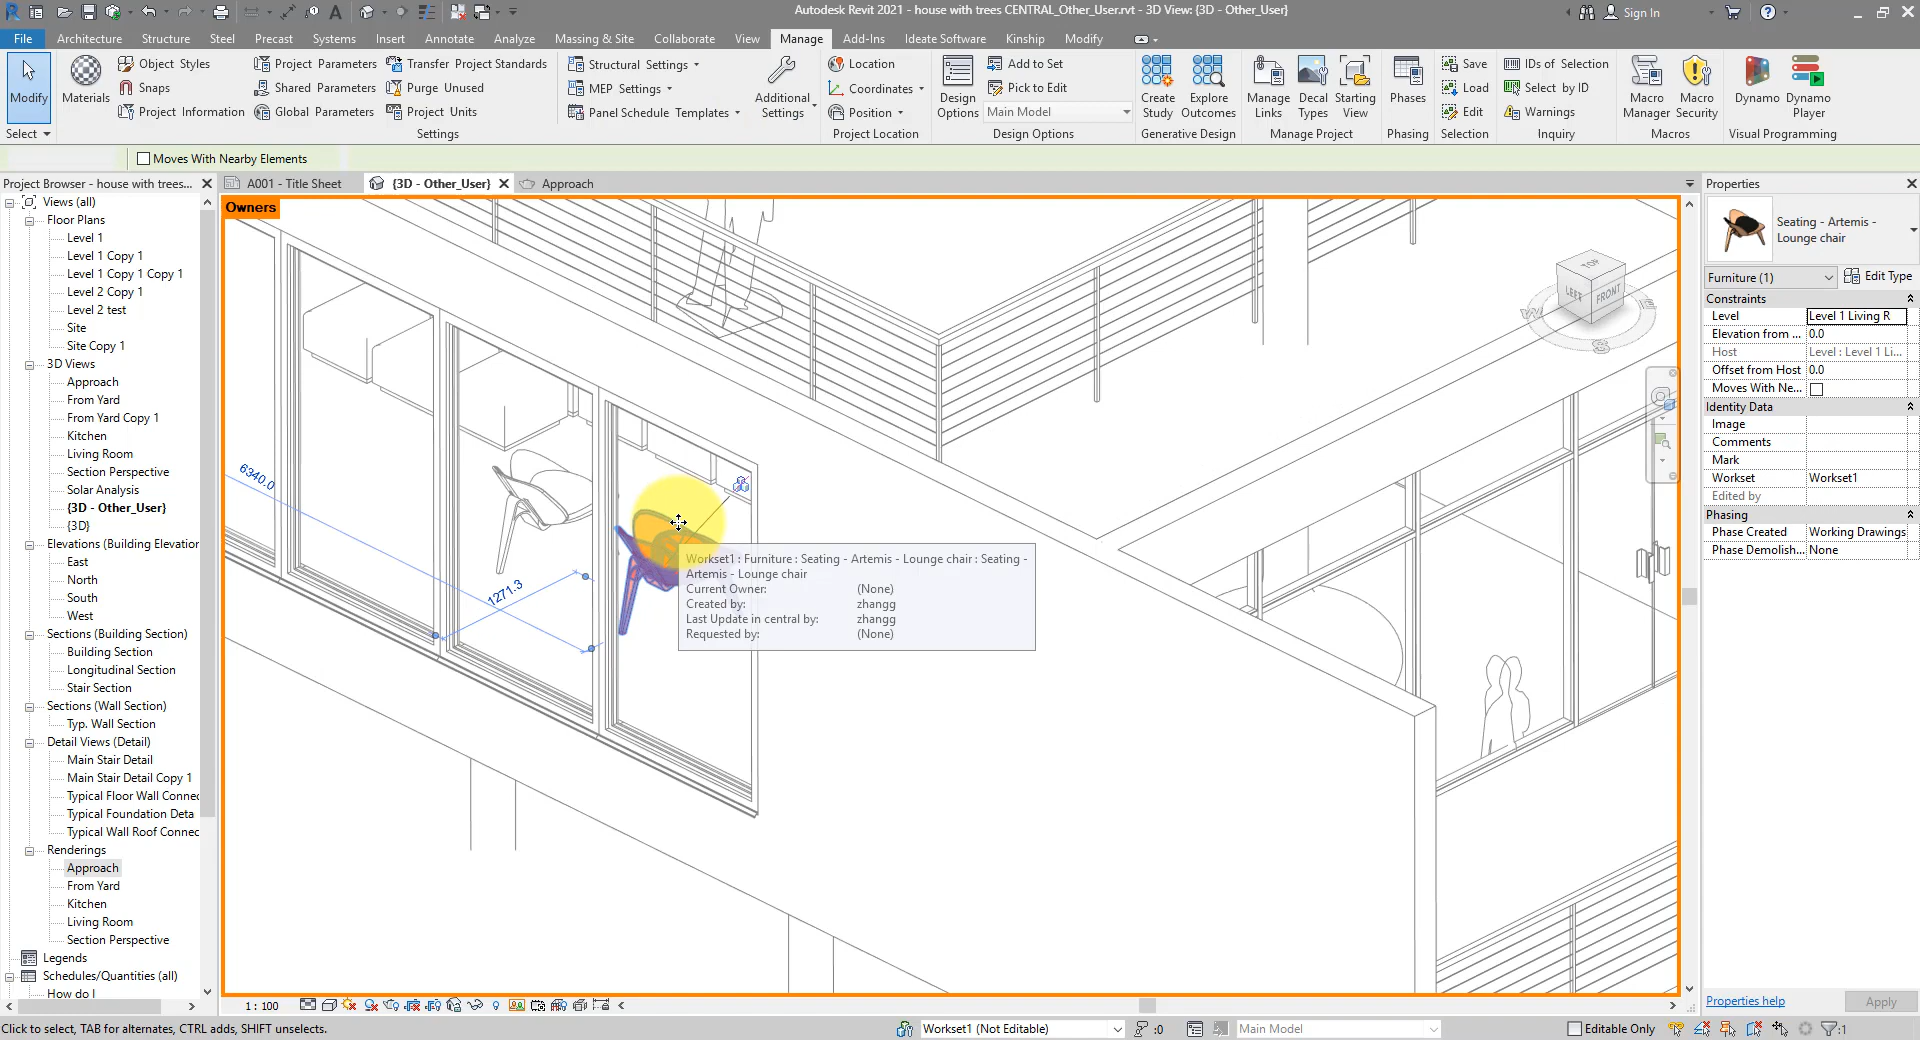 Autodesk Revit 2021 - house with trees CENTRAL_Other_User.rvt - 3D View: {3D - Other_User}
Sign In
File Architecture Structure Steel Precast Systems Insert Annotate Analyze Massing & Site Collaborate View Manage Add-Ins Ideate Software Kinship Modify
Modify
Select
Materials
Object Styles
Snaps
Project Information
Project Parameters
Shared Parameters
Global Parameters
Transfer Project Standards
Purge Unused
Project Units
Settings
Structural Settings
MEP Settings
Panel Schedule Templates
Additional
Settings
Location
Coordinates
Position
Project Location
Design
Options
Add to Set
Pick to Edit
Main Model
Design Options
Create
Study
Explore
Outcomes
Generative Design
Manage
Links
Decal
Types
Starting
View
Manage Project
Phases
Phasing
Save
Load
Edit
Selection
IDs of Selection
Select by ID
Warnings
Inquiry
Macro
Manager
Macro
Security
Macros
Dynamo
Dynamo
Player
Visual Programming
Moves With Nearby Elements
Project Browser - house with trees...
Views (all)
Floor Plans
Level 1
Level 1 Copy 1
Level 1 Copy 1 Copy 1
Level 2 Copy 1
Level 2 test
Site
Site Copy 1
3D Views
Approach
From Yard
From Yard Copy 1
Kitchen
Living Room
Section Perspective
Solar Analysis
{3D - Other_User}
{3D}
Elevations (Building Elevation
East
North
South
West
Sections (Building Section)
Building Section
Longitudinal Section
Stair Section
Sections (Wall Section)
Typ. Wall Section
Detail Views (Detail)
Main Stair Detail
Main Stair Detail Copy 1
Typical Floor Wall Connec
Typical Foundation Deta
Typical Wall Roof Connec
Renderings
Approach
From Yard
Kitchen
Living Room
Section Perspective
Legends
Schedules/Quantities (all)
How do I
A001 - Title Sheet
{3D - Other_User}
Approach
Owners
6340.0
1271.3
Workset1 : Furniture : Seating - Artemis - Lounge chair : Seating -
Artemis - Lounge chair
Current Owner: (None)
Created by: zhangg
Last Update in central by: zhangg
Requested by: (None)
TOP
LEFT
FRONT
W
E
S
Properties
Seating - Artemis -
Lounge chair
Furniture (1)
Edit Type
Constraints
Level Level 1 Living R
Elevation from ... 0.0
Host Level : Level 1 Li...
Offset from Host 0.0
Moves With Ne...
Identity Data
Image
Comments
Mark
Workset Workset1
Edited by
Phasing
Phase Created Working Drawings
Phase Demolish... None
Properties help
Apply
1 : 100
Click to select, TAB for alternates, CTRL adds, SHIFT unselects.
Workset1 (Not Editable)
:0
Main Model
Editable Only
:1